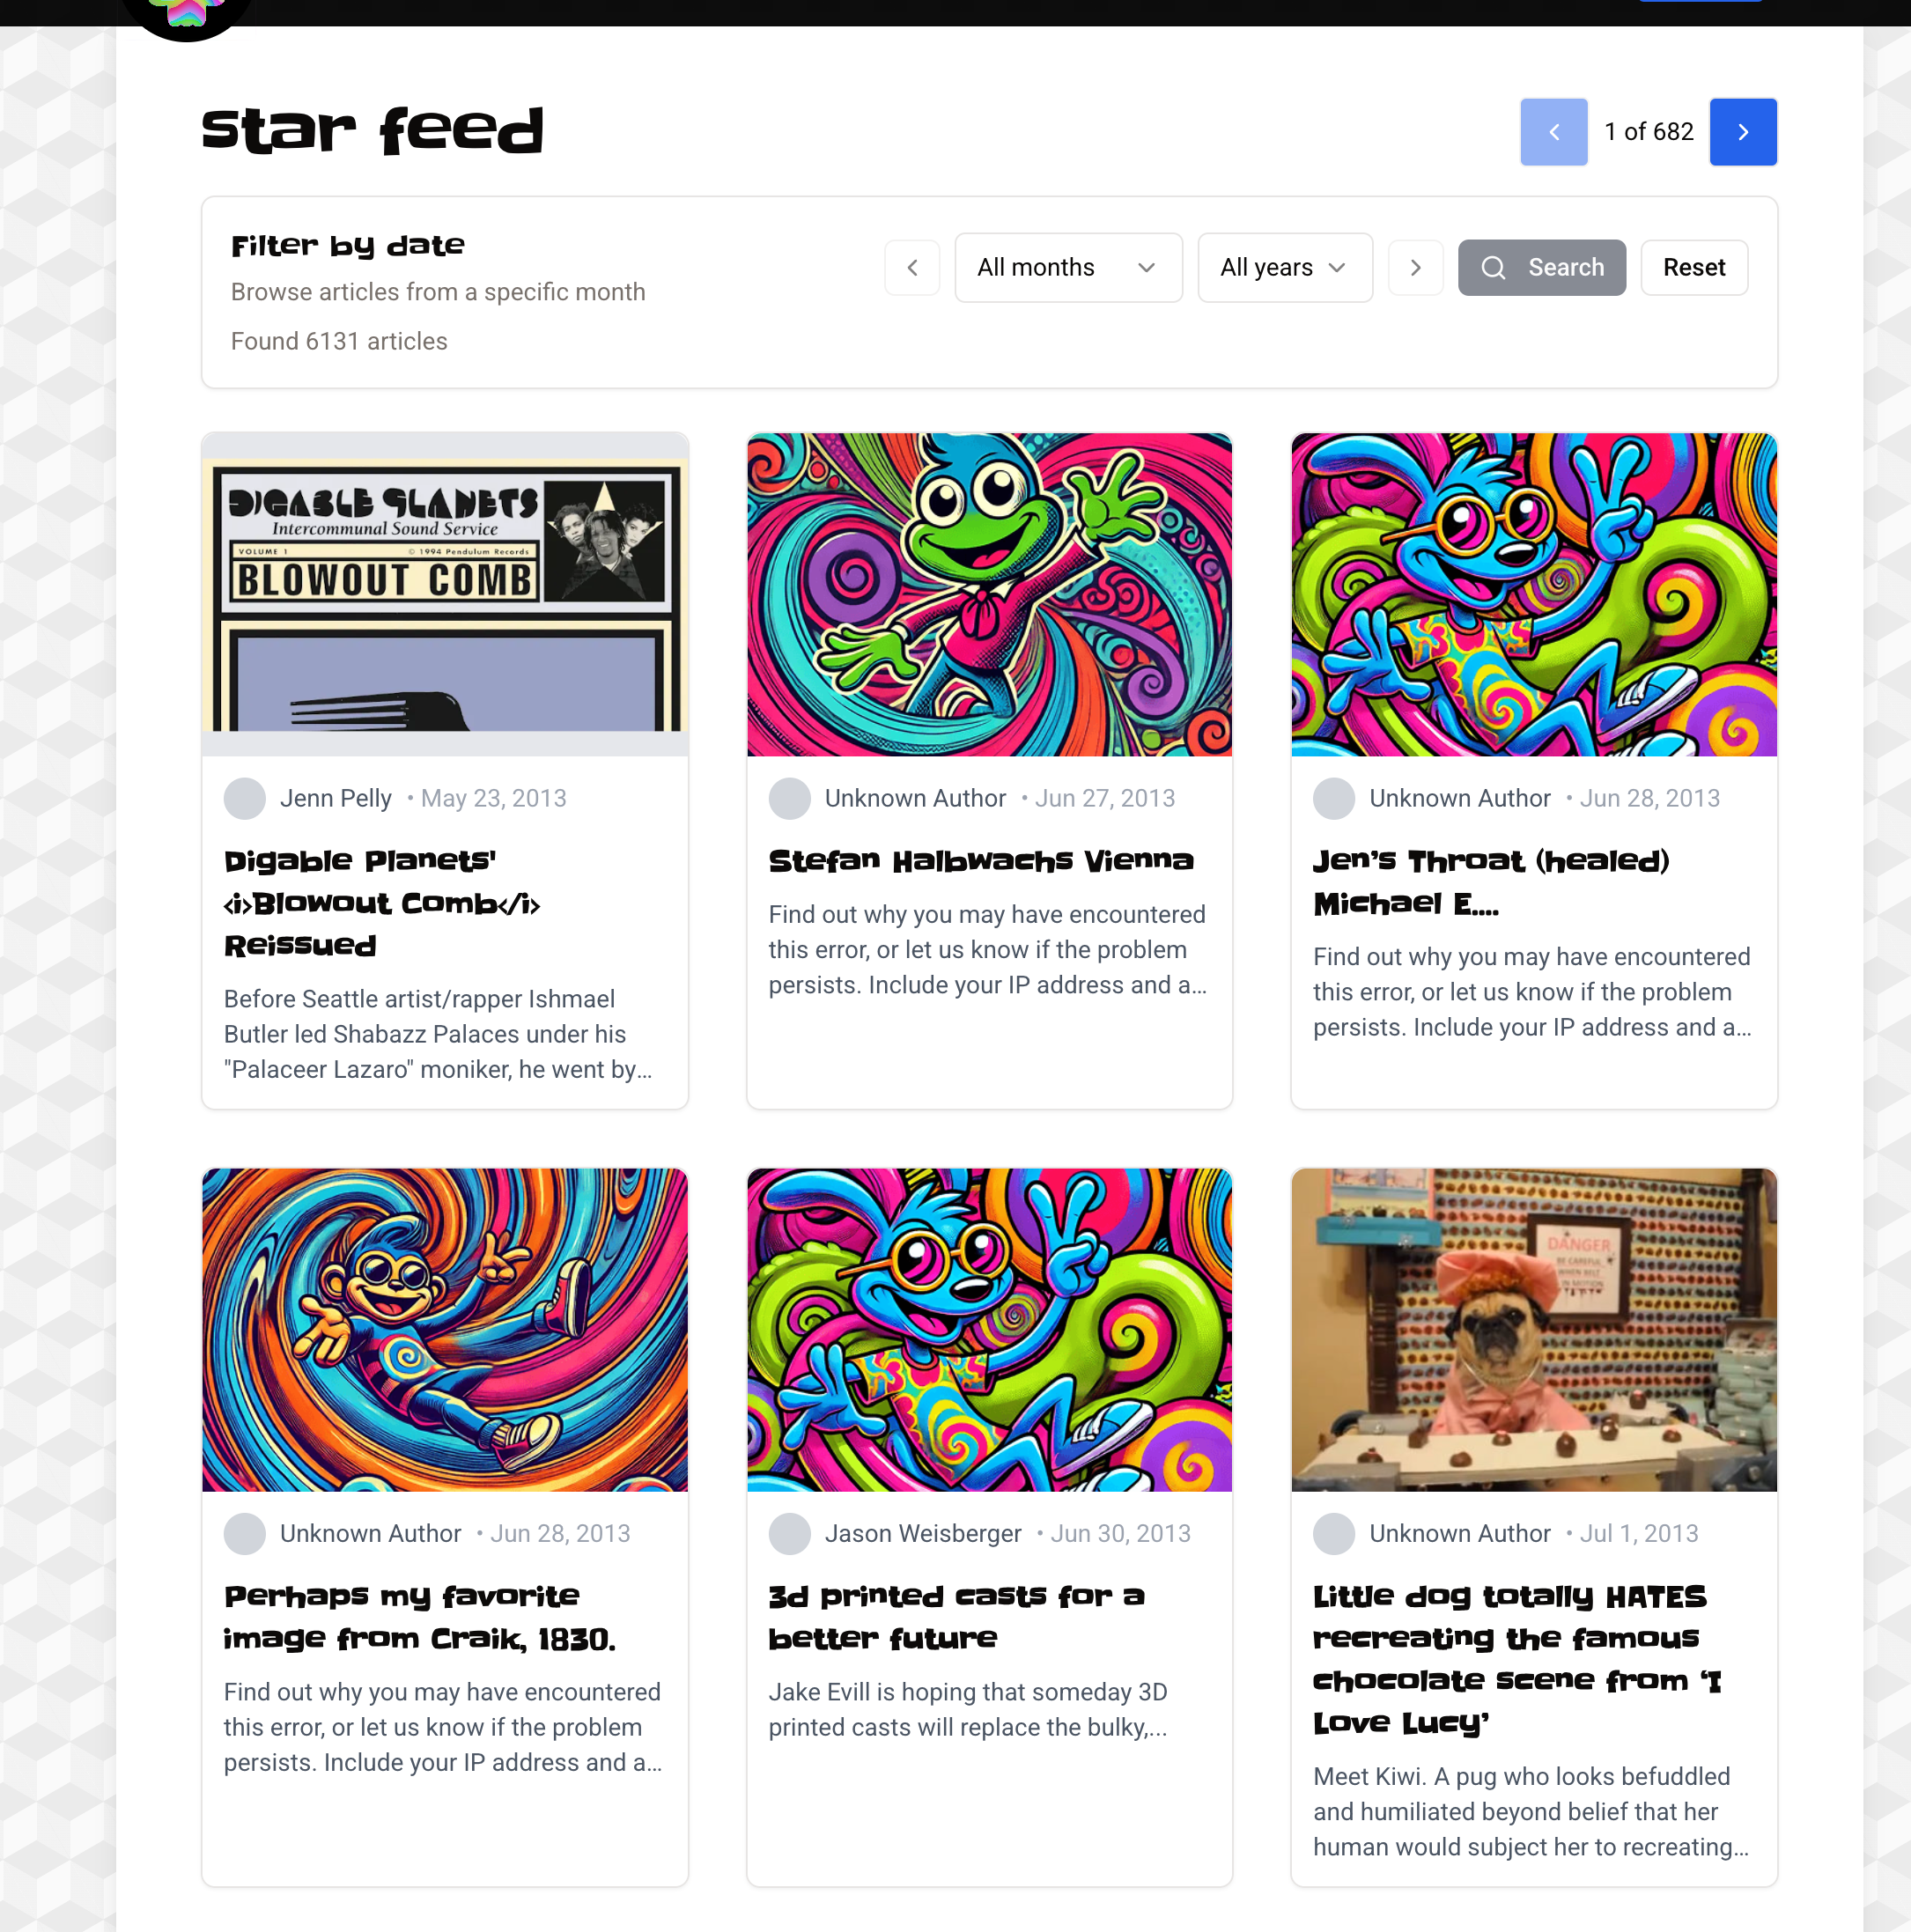 star feed
1 of 682
Filter by date
Browse articles from a specific month
Found 6131 articles
All months
All years
Search
Reset
DIGABLE PLANETS
Intercommunal Sound Service
VOLUME 1
© 1994 Pendulum Records
BLOWOUT COMB
Jenn Pelly • May 23, 2013
Digable Planets'
<i>Blowout Comb</i>
Reissued
Before Seattle artist/rapper Ishmael
Butler led Shabazz Palaces under his
"Palaceer Lazaro" moniker, he went by...
Unknown Author • Jun 27, 2013
Stefan Halbwachs Vienna
Find out why you may have encountered
this error, or let us know if the problem
persists. Include your IP address and a...
Unknown Author • Jun 28, 2013
Jen’s Throat (healed)
Michael E....
Find out why you may have encountered
this error, or let us know if the problem
persists. Include your IP address and a...
Unknown Author • Jun 28, 2013
Perhaps my favorite
image from Craik, 1830.
Find out why you may have encountered
this error, or let us know if the problem
persists. Include your IP address and a...
Jason Weisberger • Jun 30, 2013
3d printed casts for a
better future
Jake Evill is hoping that someday 3D
printed casts will replace the bulky,...
DANGER
BE CAREFUL
WHEN BELT
IN MOTION
Unknown Author • Jul 1, 2013
Little dog totally HATES
recreating the famous
chocolate scene from ‘I
Love Lucy’
Meet Kiwi. A pug who looks befuddled
and humiliated beyond belief that her
human would subject her to recreating...